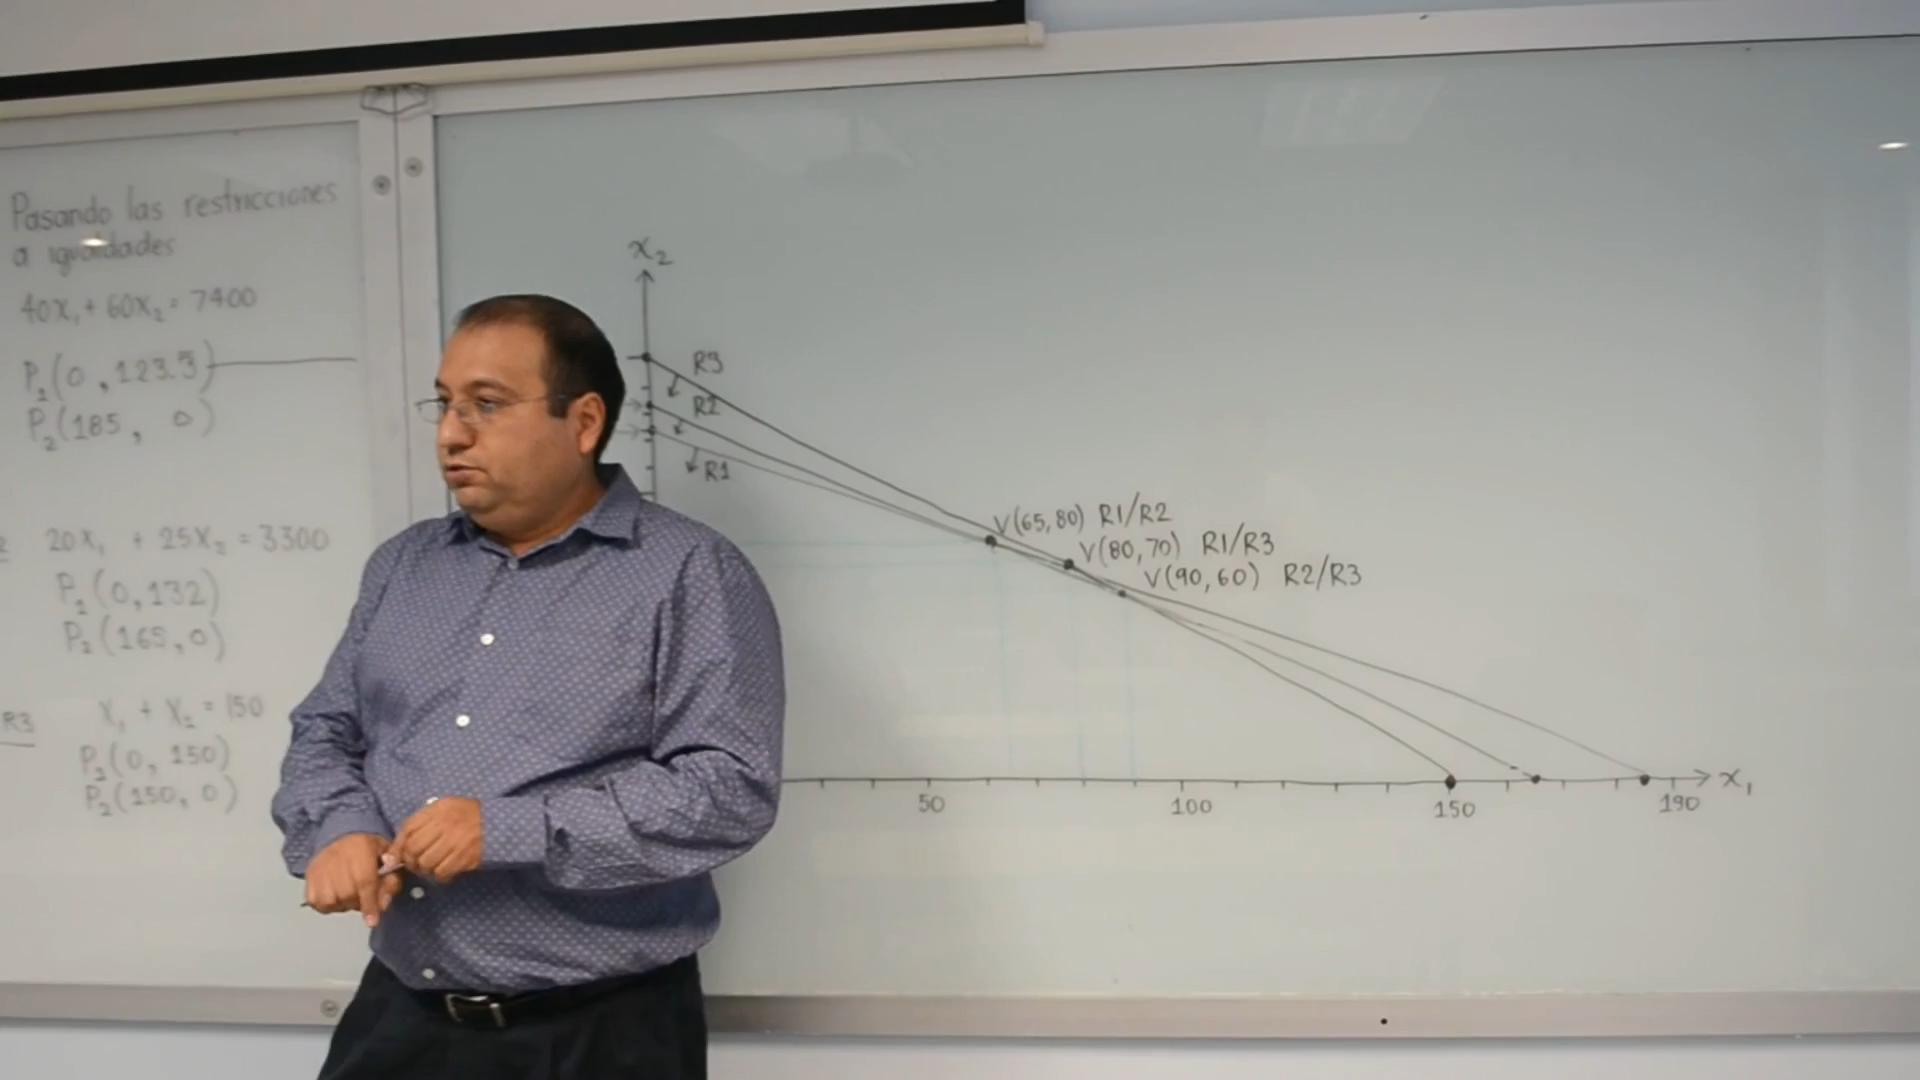 Pasando las restricciones
a igualdades
40x₁ + 60x₂ = 7400
P₁(0, 123.3)
P₂(185, 0)
2
20x₁ + 25x₂ = 3300
P₁(0,132)
P₂(165,0)
R3
x₁ + x₂ = 150
P₁(0, 150)
P₂(150, 0)
x₂
R3
R2
R1
V(65,80) R1/R2
V(80,70) R1/R3
V(90,60) R2/R3
x₁
50 100 150 190